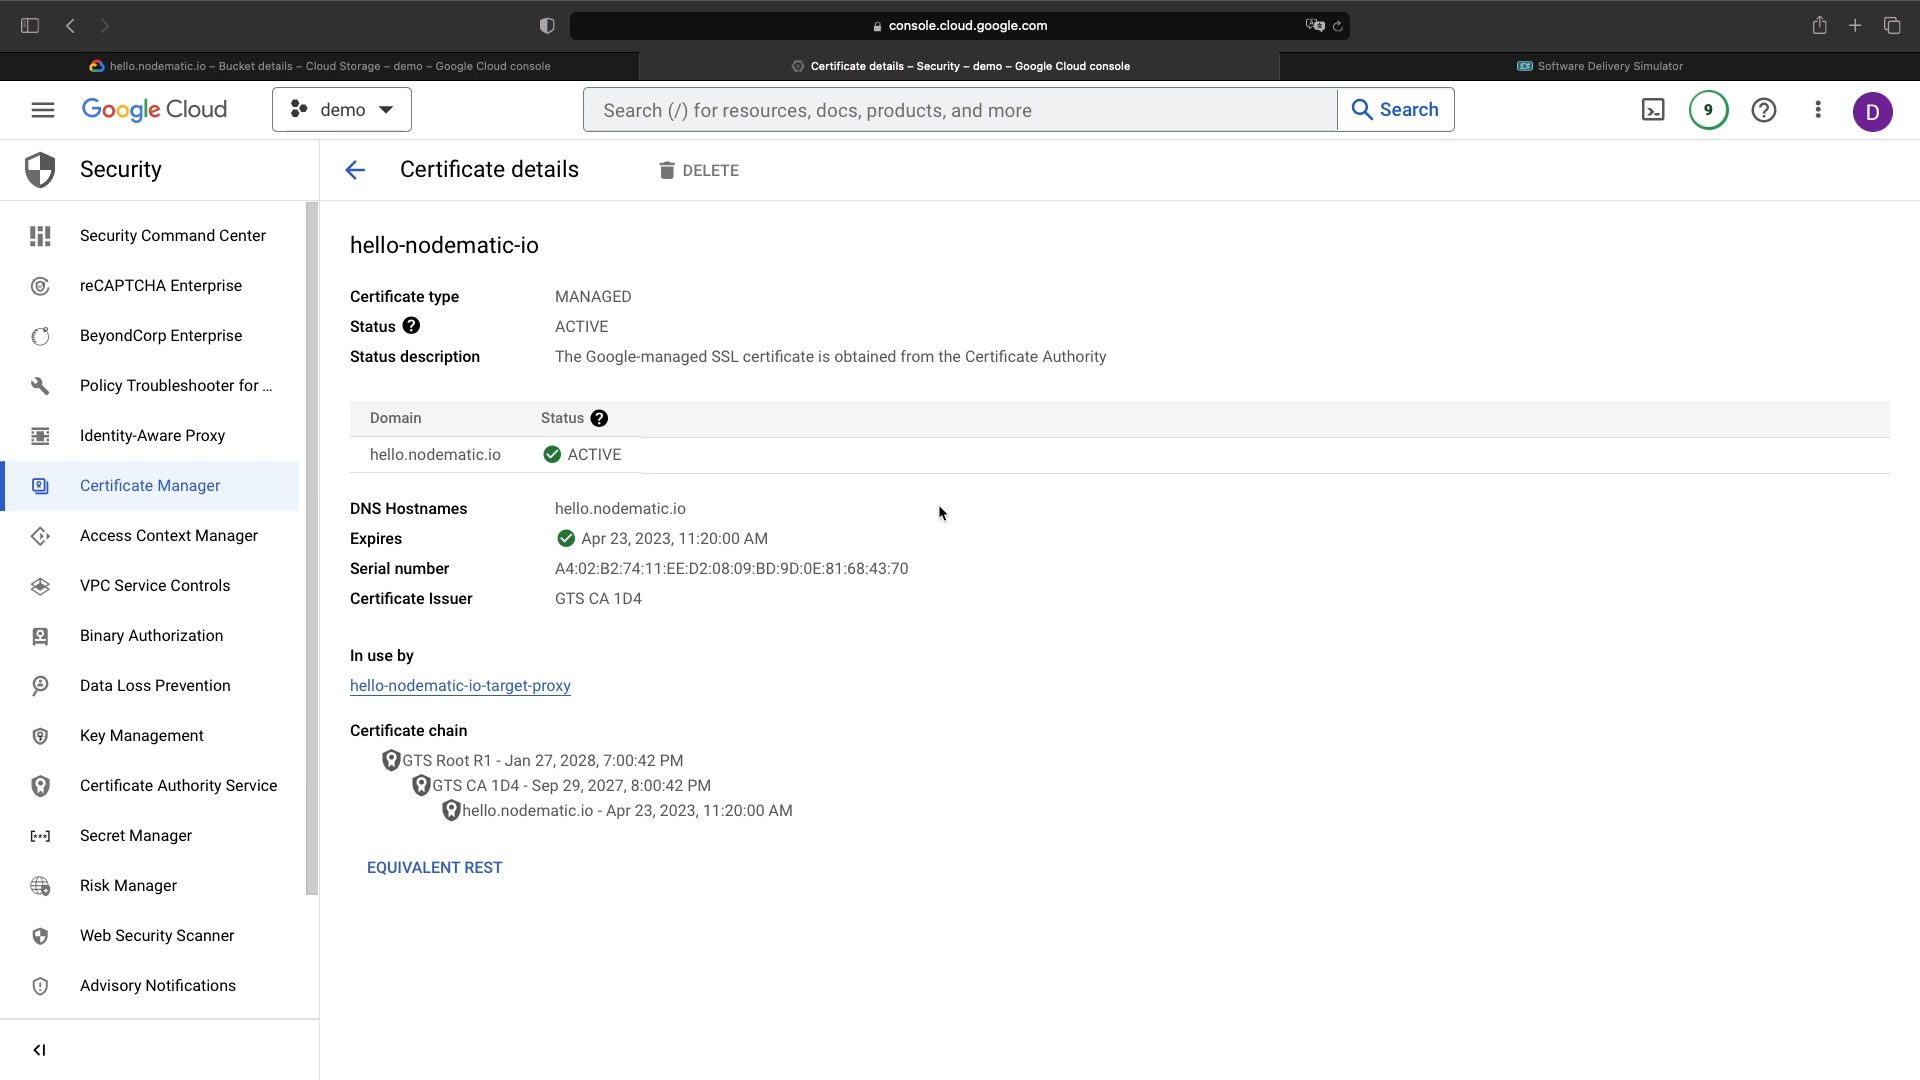 console.cloud.google.com
hello.nodematic.io – Bucket details – Cloud Storage – demo – Google Cloud console
Certificate details – Security – demo – Google Cloud console
Software Delivery Simulator
Google Cloud
demo
Search (/) for resources, docs, products, and more
Search
9
D
Security
Certificate details
DELETE
Security Command Center
reCAPTCHA Enterprise
BeyondCorp Enterprise
Policy Troubleshooter for ...
Identity-Aware Proxy
Certificate Manager
Access Context Manager
VPC Service Controls
Binary Authorization
Data Loss Prevention
Key Management
Certificate Authority Service
Secret Manager
Risk Manager
Web Security Scanner
Advisory Notifications
hello-nodematic-io
Certificate type MANAGED
Status ACTIVE
Status description The Google-managed SSL certificate is obtained from the Certificate Authority
Domain Status
hello.nodematic.io ACTIVE
DNS Hostnames hello.nodematic.io
Expires Apr 23, 2023, 11:20:00 AM
Serial number A4:02:B2:74:11:EE:D2:08:09:BD:9D:0E:81:68:43:70
Certificate Issuer GTS CA 1D4
In use by
hello-nodematic-io-target-proxy
Certificate chain
GTS Root R1 - Jan 27, 2028, 7:00:42 PM
GTS CA 1D4 - Sep 29, 2027, 8:00:42 PM
hello.nodematic.io - Apr 23, 2023, 11:20:00 AM
EQUIVALENT REST